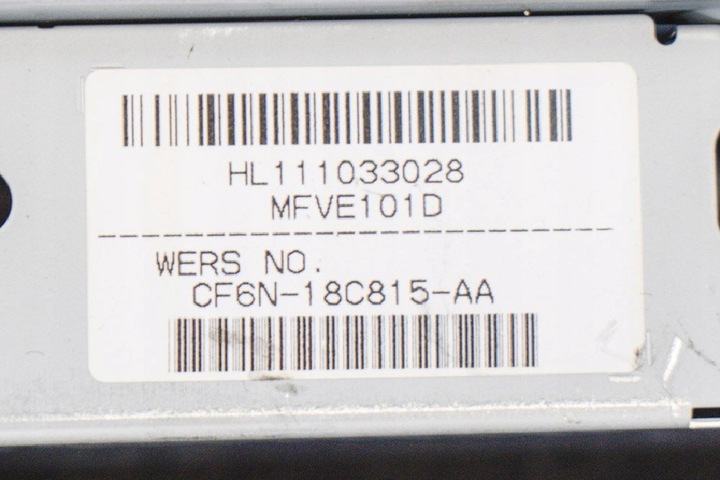 HL111033028
MFVE101D
WERS NO.
CF6N-18C815-AA